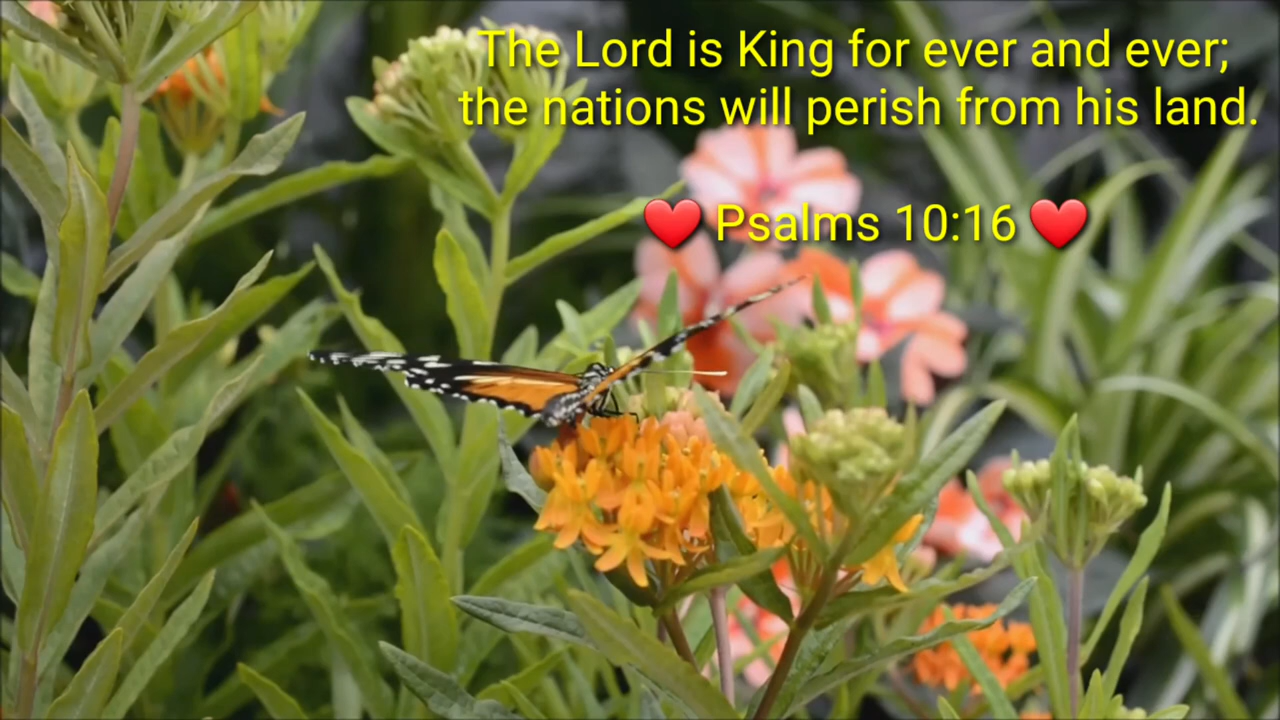 The Lord is King for ever and ever;
the nations will perish from his land.
❤️ Psalms 10:16 ❤️